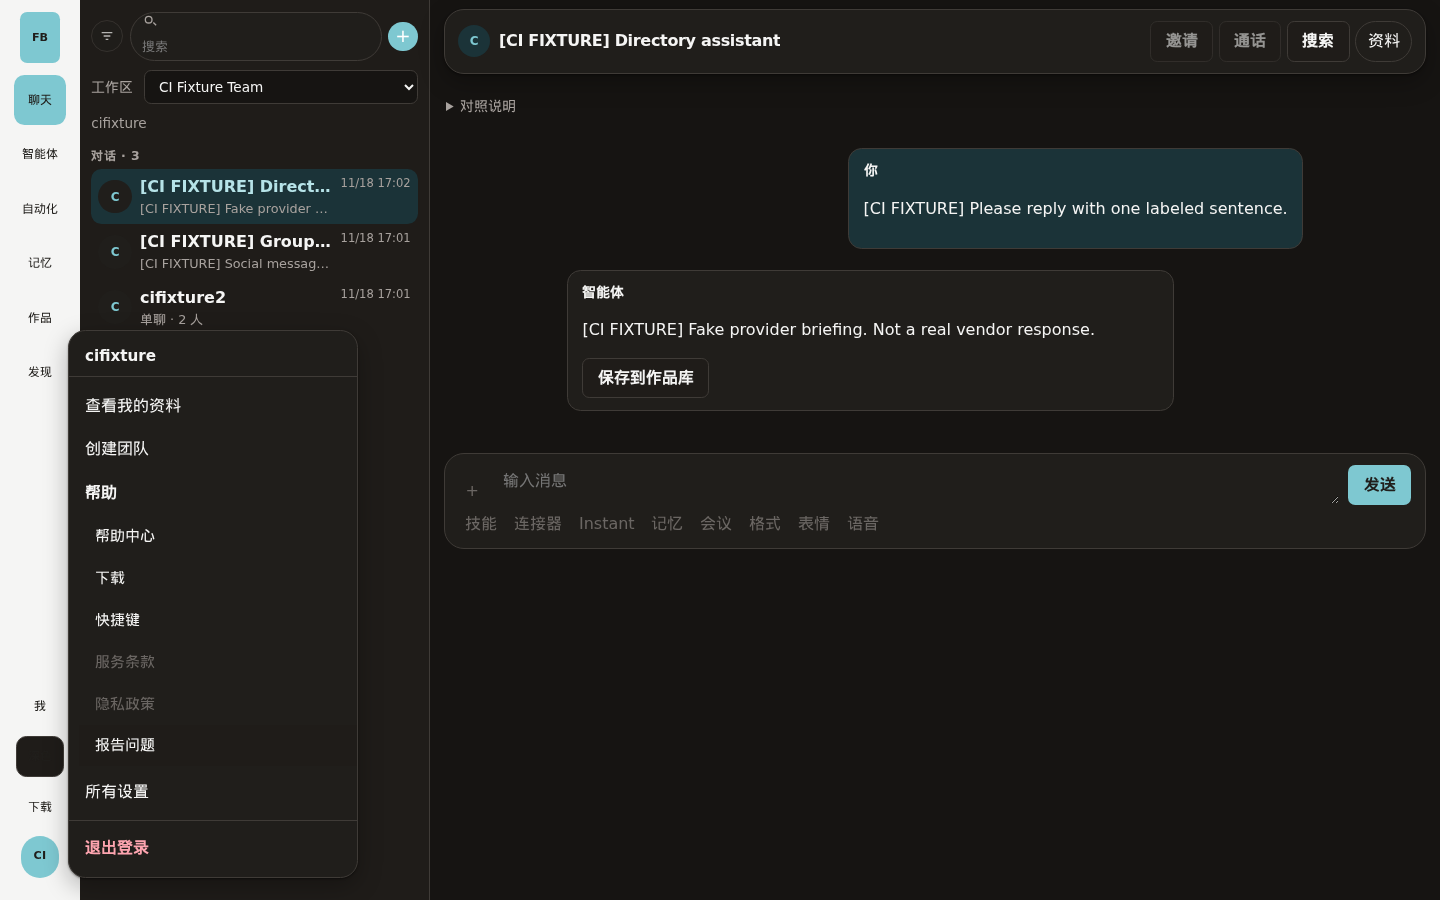 FB
聊天
智能体
自动化
记忆
作品
发现
我
下载
CI
搜索
+
工作区
CI Fixture Team
cifixture
对话 · 3
C
[CI FIXTURE] Direct...
11/18 17:02
[CI FIXTURE] Fake provider ...
C
[CI FIXTURE] Group...
11/18 17:01
[CI FIXTURE] Social messag...
C
cifixture2
11/18 17:01
单聊 · 2 人
cifixture
查看我的资料
创建团队
帮助
帮助中心
下载
快捷键
服务条款
隐私政策
报告问题
所有设置
退出登录
C
[CI FIXTURE] Directory assistant
邀请
通话
搜索
资料
对照说明
你
[CI FIXTURE] Please reply with one labeled sentence.
智能体
[CI FIXTURE] Fake provider briefing. Not a real vendor response.
保存到作品库
+
输入消息
发送
技能 连接器 Instant 记忆 会议 格式 表情 语音